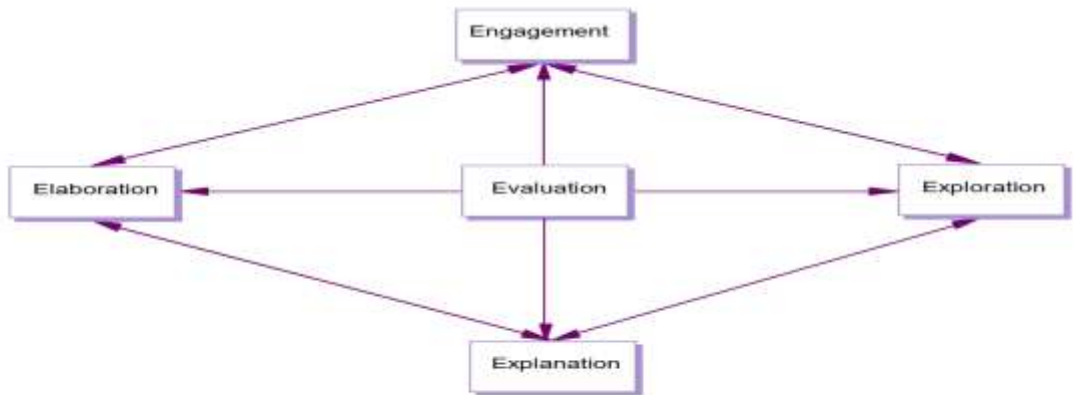 Engagement
Elaboration
Evaluation
Exploration
Explanation